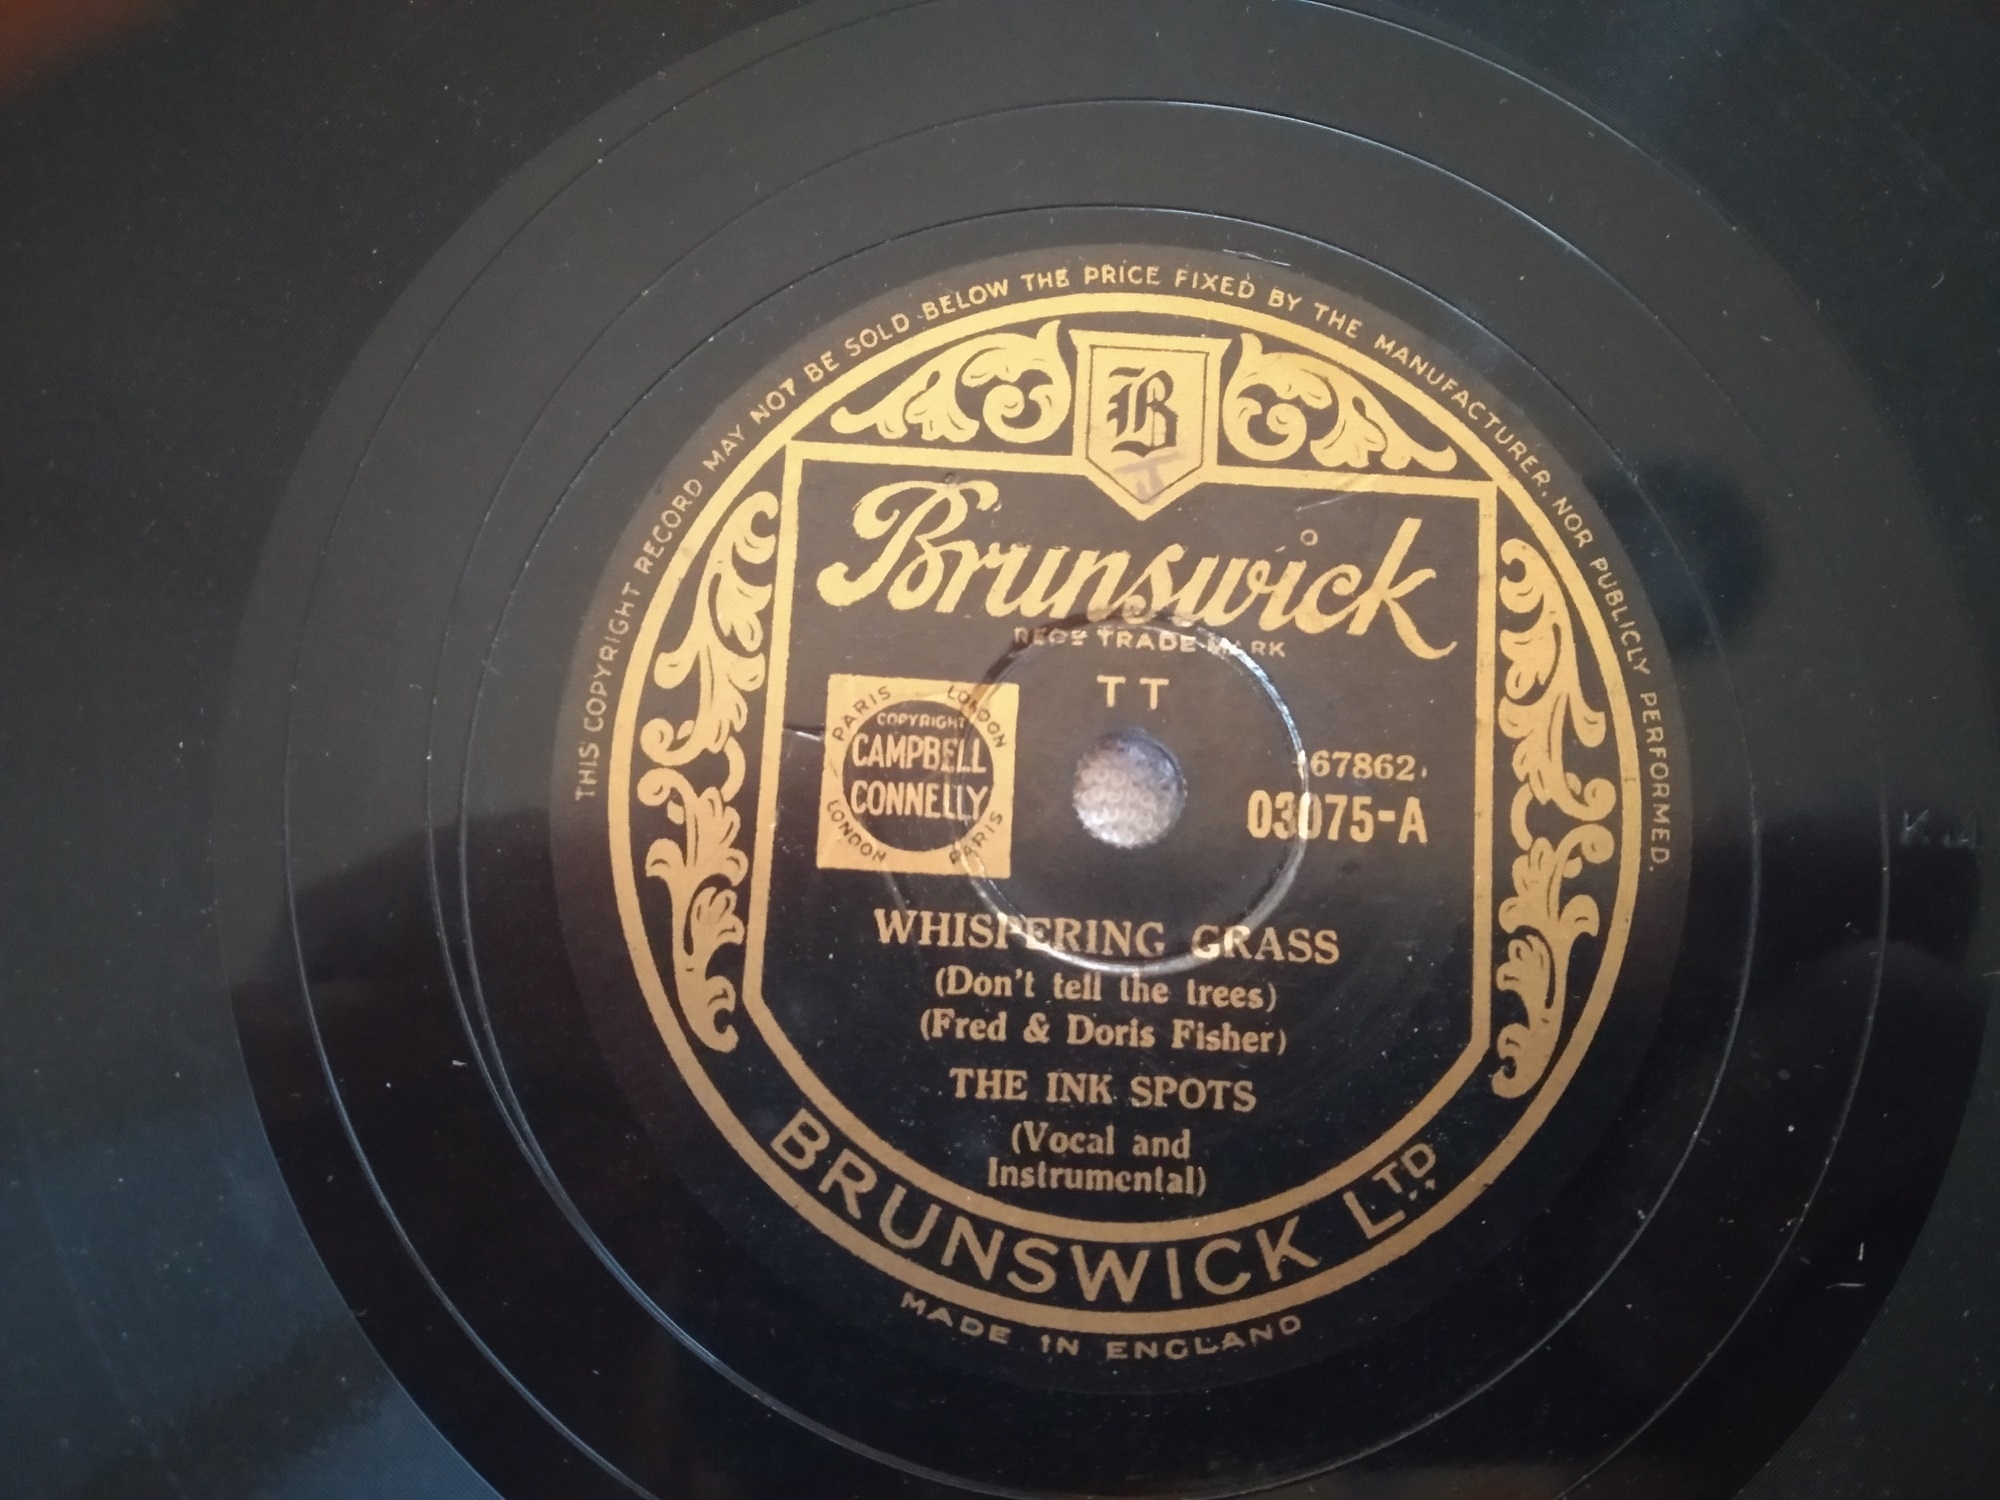 THIS COPYRIGHT RECORD MAY NOT BE SOLD BELOW THE PRICE FIXED BY THE MANUFACTURER, NOR PUBLICLY PERFORMED.
B
Brunswick
REGD TRADE MARK
TT
PARIS
LONDON
COPYRIGHT
CAMPBELL
CONNELLY
LONDON
PARIS
67862
03075-A
WHISPERING GRASS
(Don't tell the trees)
(Fred & Doris Fisher)
THE INK SPOTS
(Vocal and
Instrumental)
BRUNSWICK LTD
MADE IN ENGLAND